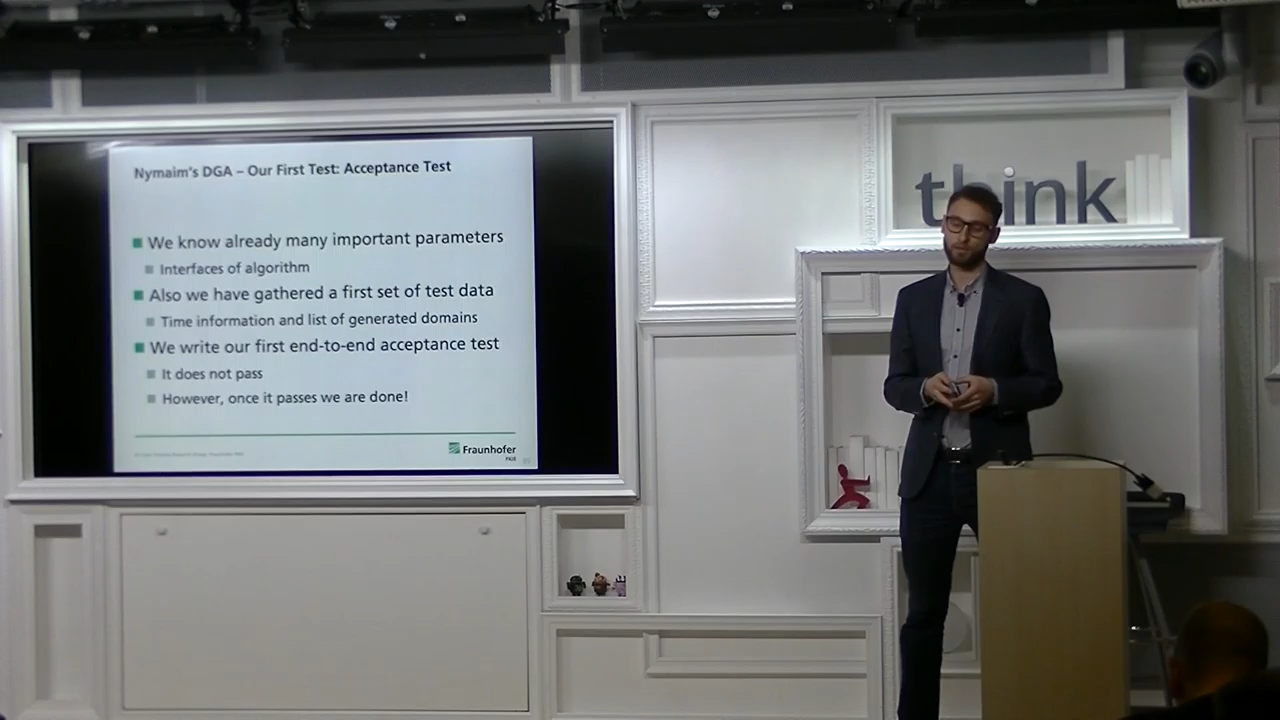 Nymaim's DGA – Our First Test: Acceptance Test
We know already many important parameters
Interfaces of algorithm
Also we have gathered a first set of test data
Time information and list of generated domains
We write our first end-to-end acceptance test
It does not pass
However, once it passes we are done!
Fraunhofer
FKIE
think